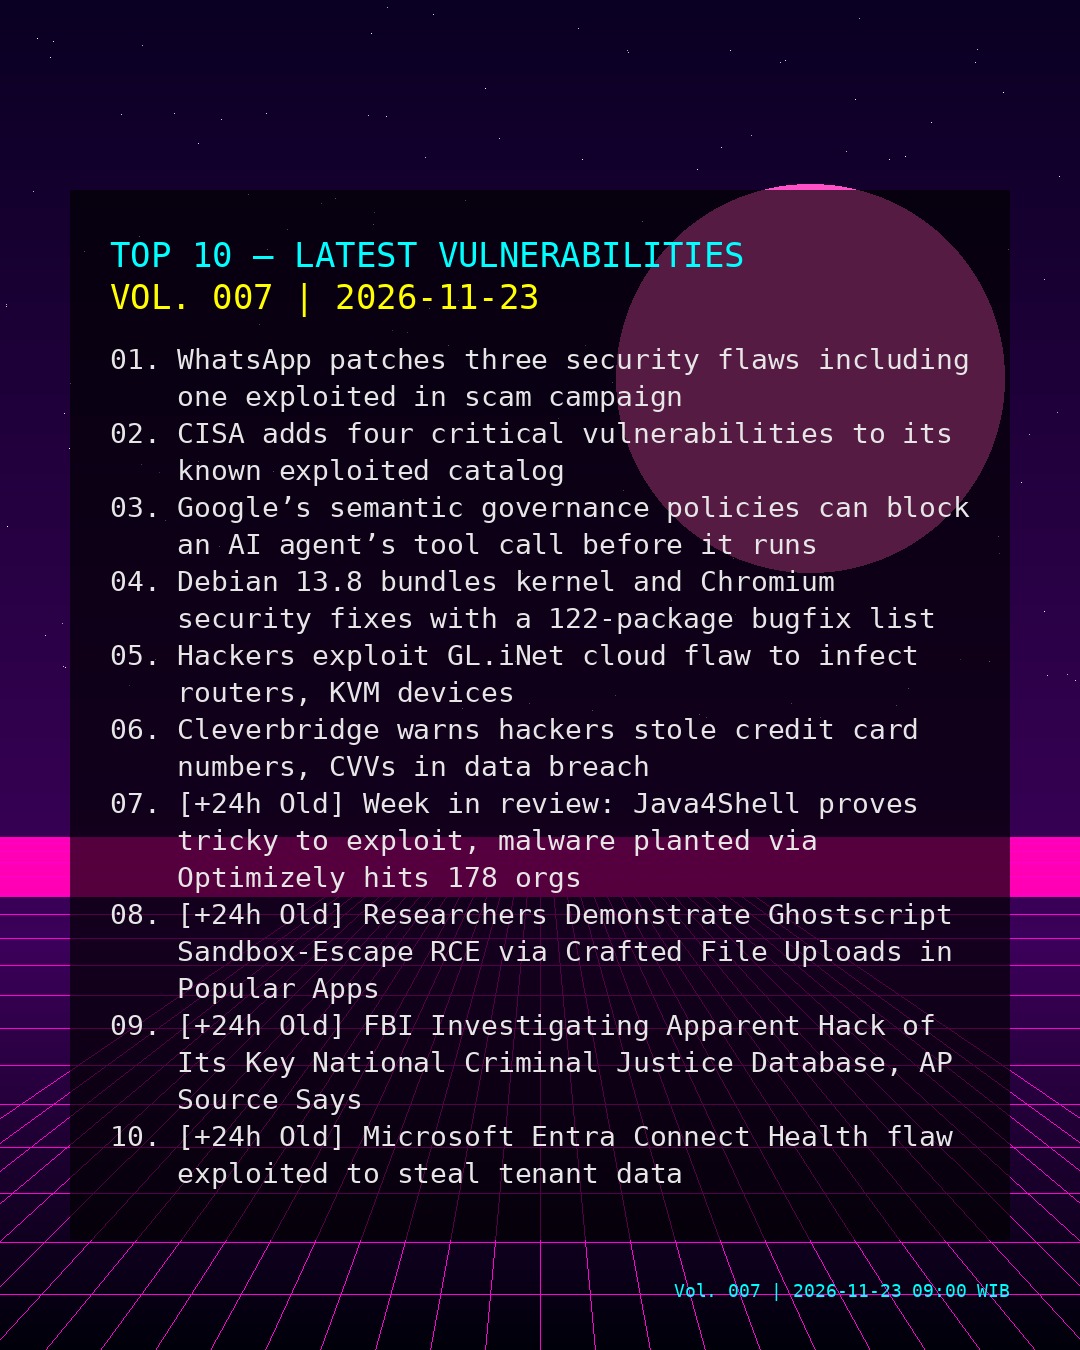 TOP 10 — LATEST VULNERABILITIES
VOL. 007 | 2026-11-23
01. WhatsApp patches three security flaws including
one exploited in scam campaign
02. CISA adds four critical vulnerabilities to its
known exploited catalog
03. Google’s semantic governance policies can block
an AI agent’s tool call before it runs
04. Debian 13.8 bundles kernel and Chromium
security fixes with a 122-package bugfix list
05. Hackers exploit GL.iNet cloud flaw to infect
routers, KVM devices
06. Cleverbridge warns hackers stole credit card
numbers, CVVs in data breach
07. [+24h Old] Week in review: Java4Shell proves
tricky to exploit, malware planted via
Optimizely hits 178 orgs
08. [+24h Old] Researchers Demonstrate Ghostscript
Sandbox-Escape RCE via Crafted File Uploads in
Popular Apps
09. [+24h Old] FBI Investigating Apparent Hack of
Its Key National Criminal Justice Database, AP
Source Says
10. [+24h Old] Microsoft Entra Connect Health flaw
exploited to steal tenant data
Vol. 007 | 2026-11-23 09:00 WIB